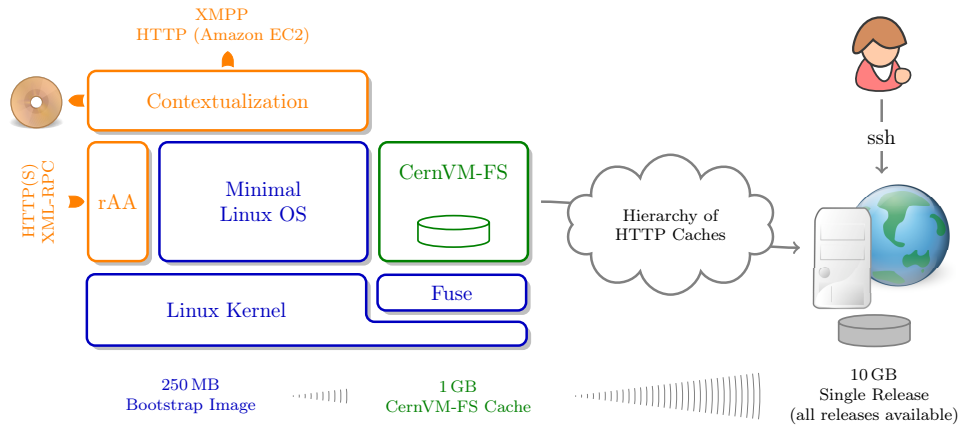 XMPP
HTTP (Amazon EC2)
Contextualization
HTTP(S)
XML-RPC
rAA
Minimal
Linux OS
CernVM-FS
Hierarchy of
HTTP Caches
ssh
Linux Kernel
Fuse
250 MB
Bootstrap Image
1 GB
CernVM-FS Cache
10 GB
Single Release
(all releases available)